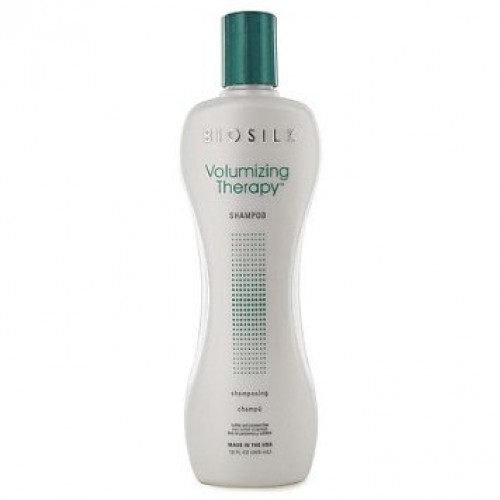 BIOSILK
Volumizing
Therapy™
SHAMPOO
shampooing
champú
MADE IN THE USA